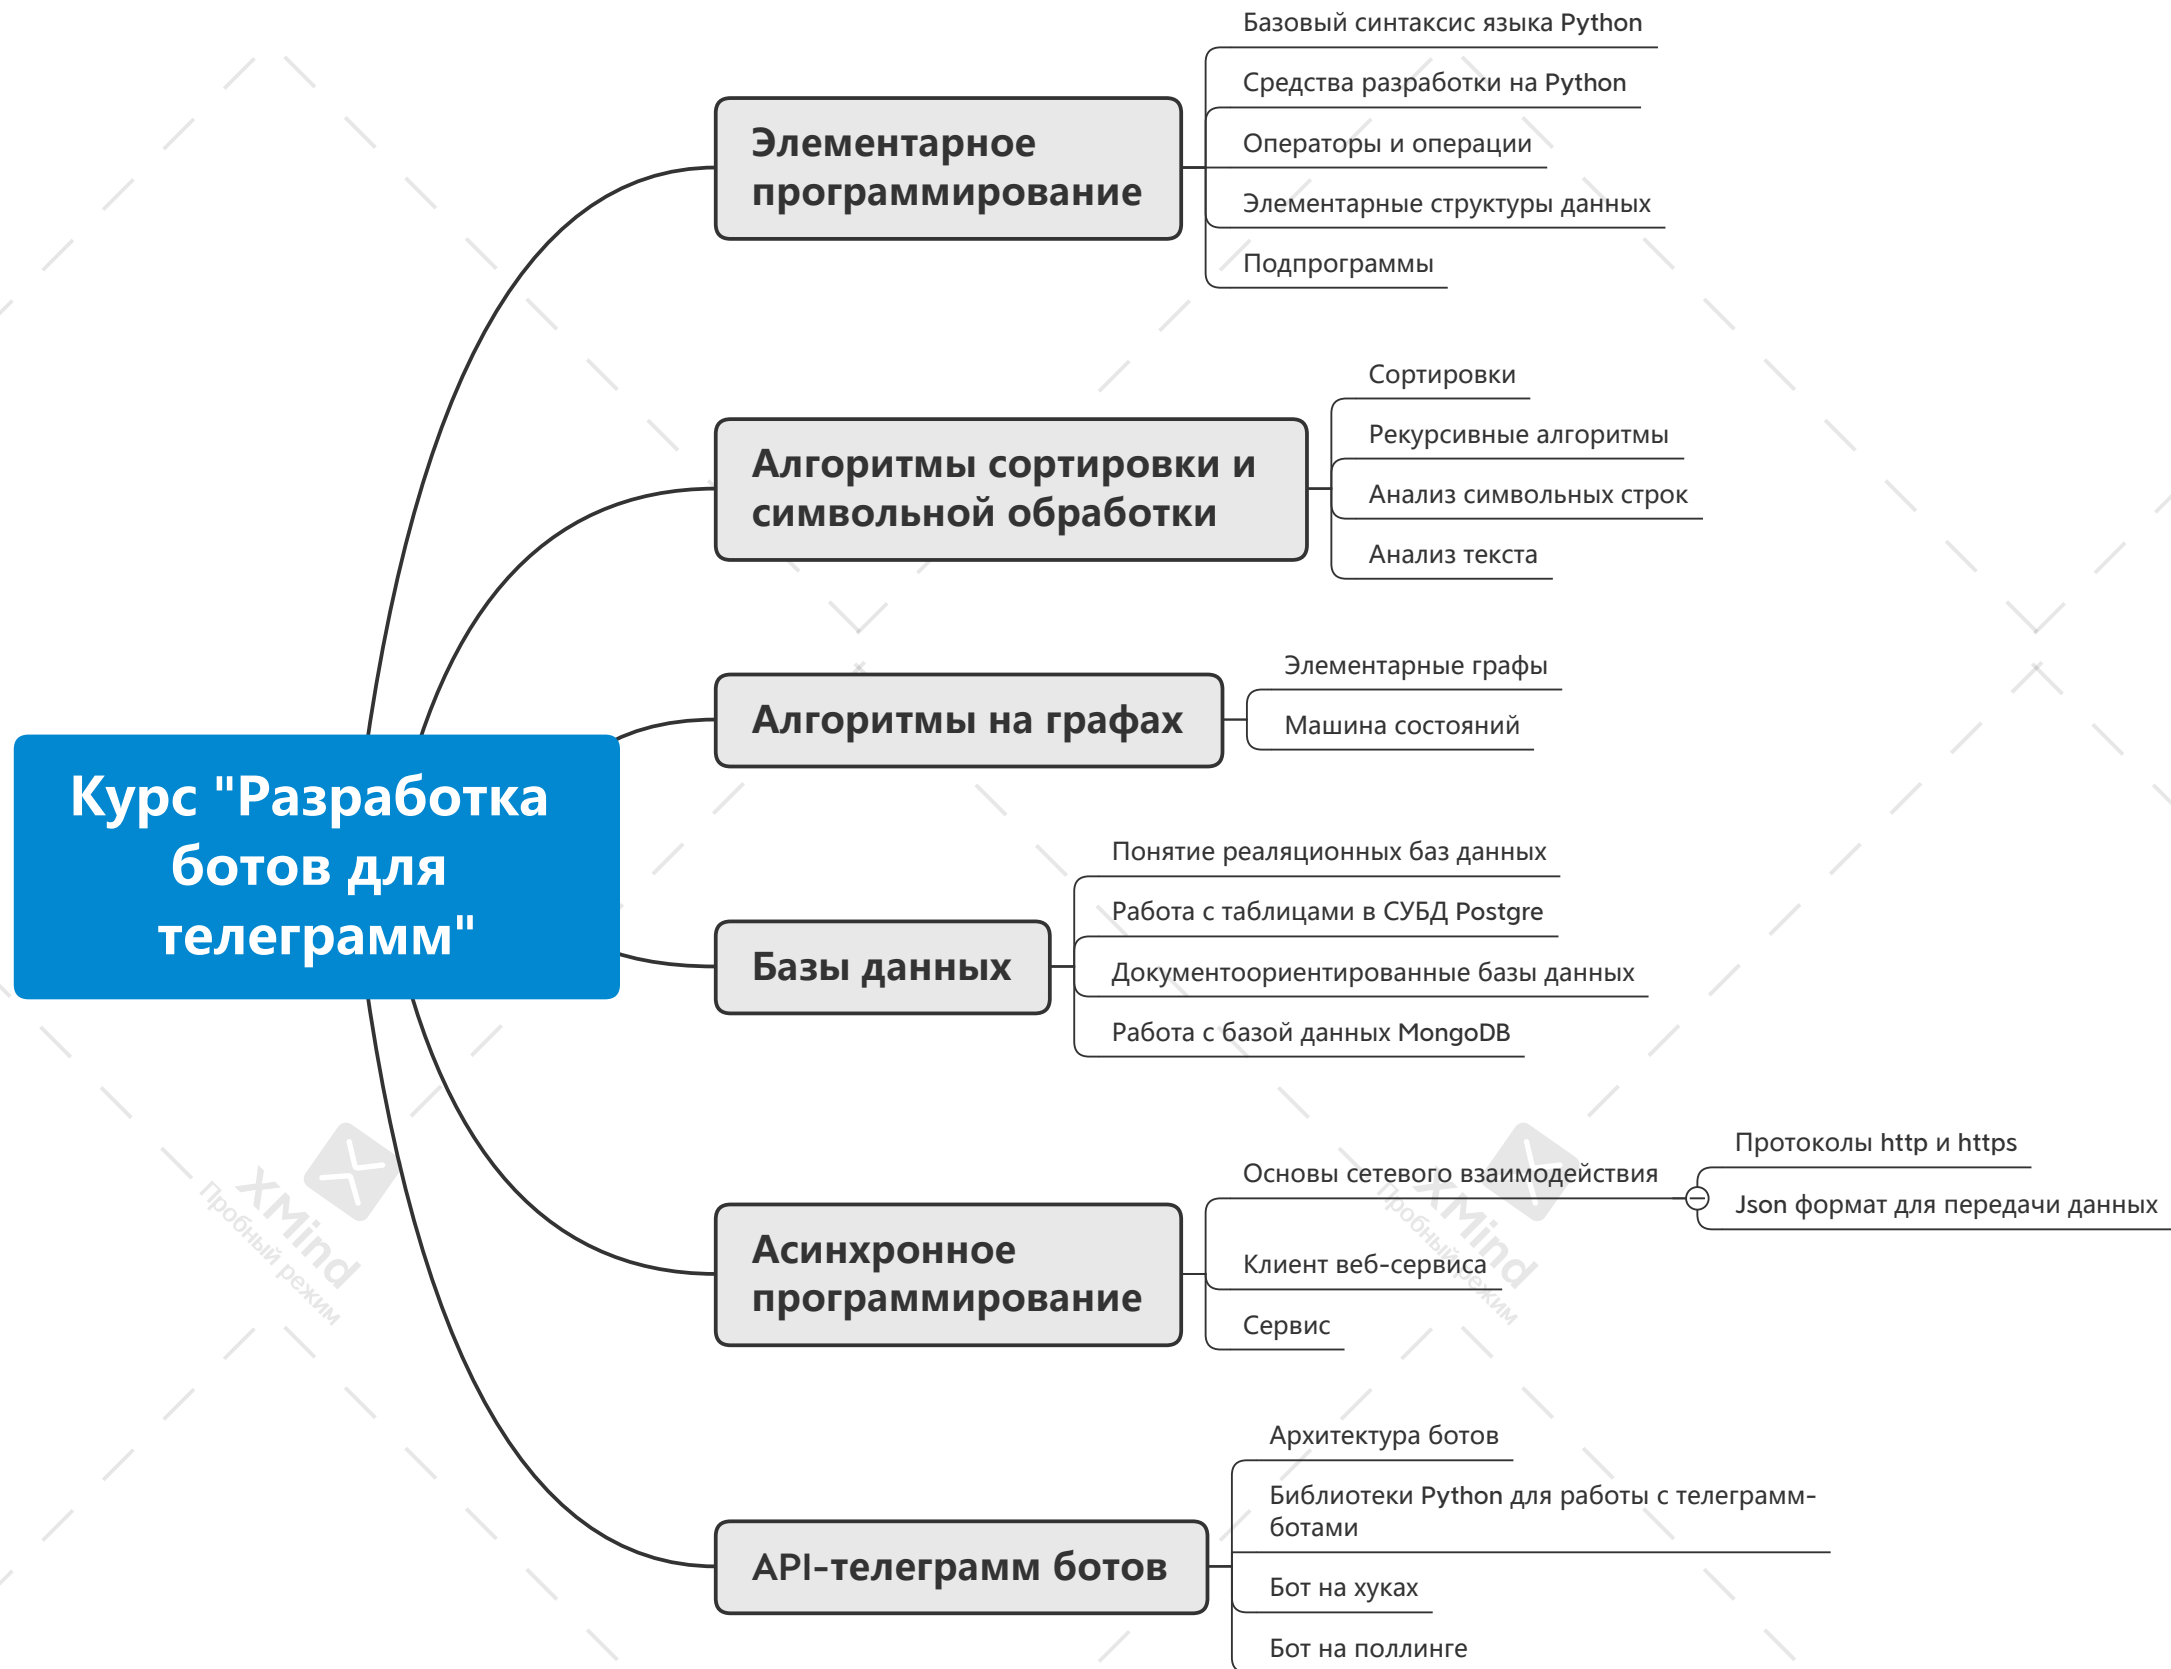 Курс "Разработка
ботов для
телеграмм"
Элементарное
программирование
Базовый синтаксис языка Python
Средства разработки на Python
Операторы и операции
Элементарные структуры данных
Подпрограммы
Алгоритмы сортировки и
символьной обработки
Сортировки
Рекурсивные алгоритмы
Анализ символьных строк
Анализ текста
Алгоритмы на графах
Элементарные графы
Машина состояний
Базы данных
Понятие реаляционных баз данных
Работа с таблицами в СУБД Postgre
Документоориентированные базы данных
Работа с базой данных MongoDB
Асинхронное
программирование
Основы сетевого взаимодействия
Протоколы http и https
Json формат для передачи данных
Клиент веб-сервиса
Сервис
API-телеграмм ботов
Архитектура ботов
Библиотеки Python для работы с телеграмм-
ботами
Бот на хуках
Бот на поллинге
XMind
Пробный режим
XMind
Пробный режим